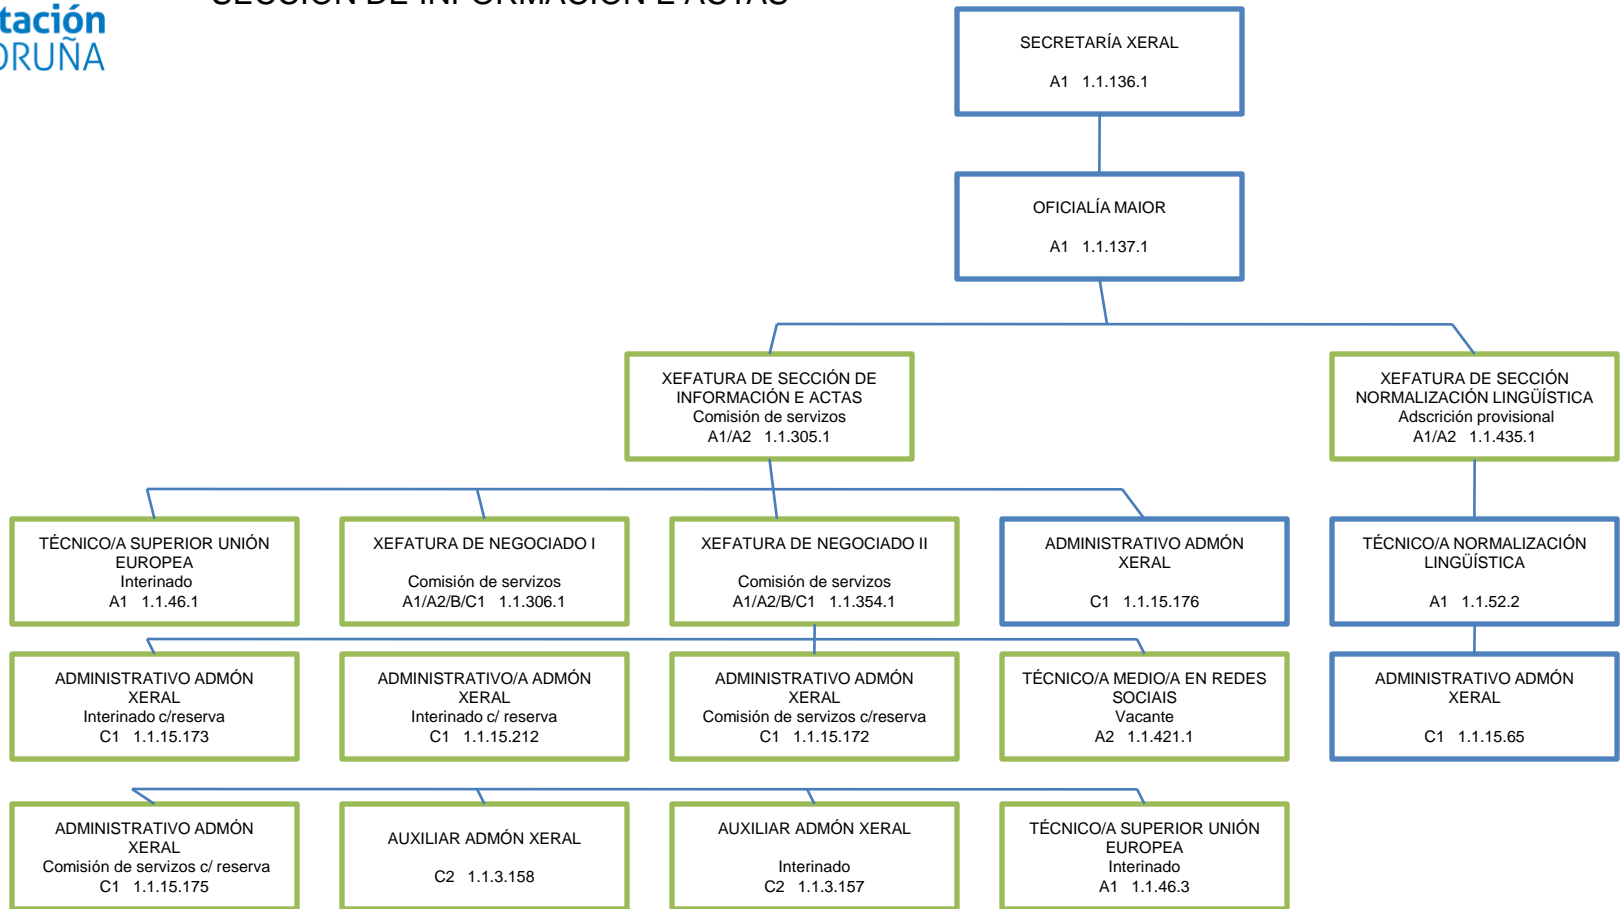 tación
ORUÑA
SECCIÓN DE INFORMACIÓN E ACTAS
SECRETARÍA XERAL
A1 1.1.136.1
OFICIALÍA MAIOR
A1 1.1.137.1
XEFATURA DE SECCIÓN DE
INFORMACIÓN E ACTAS
Comisión de servizos
A1/A2 1.1.305.1
XEFATURA DE SECCIÓN
NORMALIZACIÓN LINGÜÍSTICA
Adscrición provisional
A1/A2 1.1.435.1
TÉCNICO/A SUPERIOR UNIÓN
EUROPEA
Interinado
A1 1.1.46.1
XEFATURA DE NEGOCIADO I
Comisión de servizos
A1/A2/B/C1 1.1.306.1
XEFATURA DE NEGOCIADO II
Comisión de servizos
A1/A2/B/C1 1.1.354.1
ADMINISTRATIVO ADMÓN
XERAL
C1 1.1.15.176
TÉCNICO/A NORMALIZACIÓN
LINGÜÍSTICA
A1 1.1.52.2
ADMINISTRATIVO ADMÓN
XERAL
Interinado c/reserva
C1 1.1.15.173
ADMINISTRATIVO/A ADMÓN
XERAL
Interinado c/ reserva
C1 1.1.15.212
ADMINISTRATIVO ADMÓN
XERAL
Comisión de servizos c/reserva
C1 1.1.15.172
TÉCNICO/A MEDIO/A EN REDES
SOCIAIS
Vacante
A2 1.1.421.1
ADMINISTRATIVO ADMÓN
XERAL
C1 1.1.15.65
ADMINISTRATIVO ADMÓN
XERAL
Comisión de servizos c/ reserva
C1 1.1.15.175
AUXILIAR ADMÓN XERAL
C2 1.1.3.158
AUXILIAR ADMÓN XERAL
Interinado
C2 1.1.3.157
TÉCNICO/A SUPERIOR UNIÓN
EUROPEA
Interinado
A1 1.1.46.3